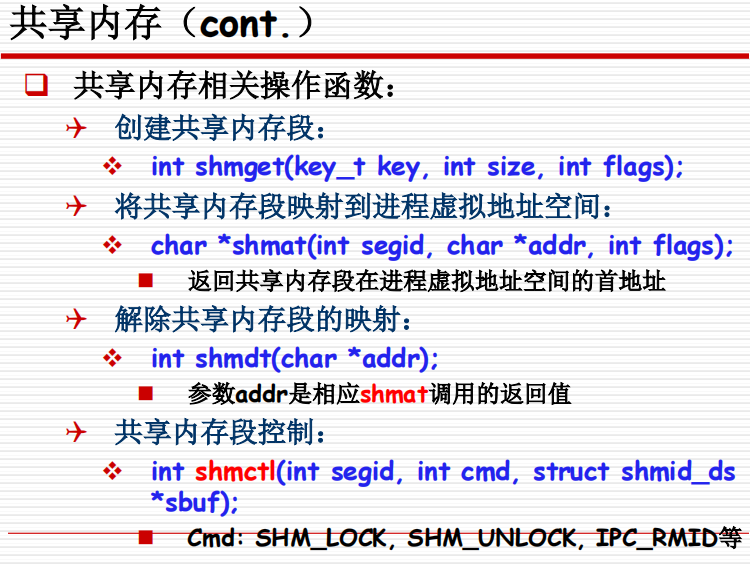 共享内存（cont.）
共享内存相关操作函数：
创建共享内存段：
int shmget(key_t key, int size, int flags);
将共享内存段映射到进程虚拟地址空间：
char *shmat(int segid, char *addr, int flags);
返回共享内存段在进程虚拟地址空间的首地址
解除共享内存段的映射：
int shmdt(char *addr);
参数addr是相应shmat调用的返回值
共享内存段控制：
int shmctl(int segid, int cmd, struct shmid_ds
*sbuf);
Cmd: SHM_LOCK, SHM_UNLOCK, IPC_RMID等